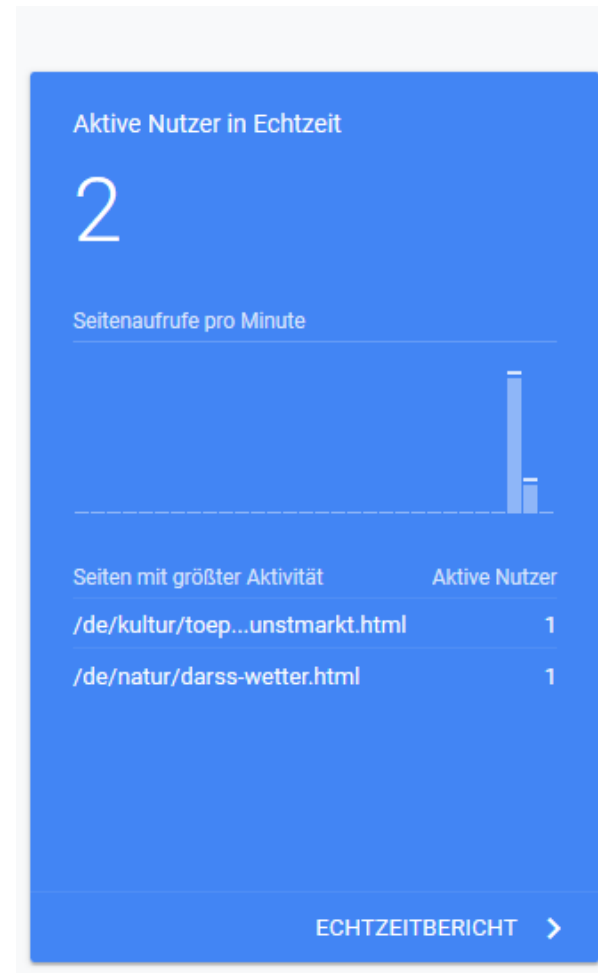 Aktive Nutzer in Echtzeit
2
Seitenaufrufe pro Minute
Seiten mit größter Aktivität Aktive Nutzer
/de/kultur/toep...unstmarkt.html 1
/de/natur/darss-wetter.html 1
ECHTZEITBERICHT